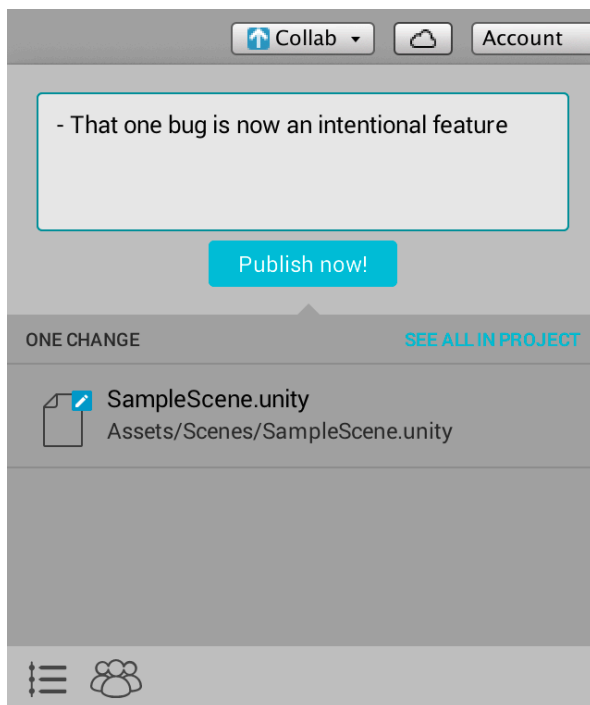 Collab
Account
- That one bug is now an intentional feature
Publish now!
ONE CHANGE
SEE ALL IN PROJECT
SampleScene.unity
Assets/Scenes/SampleScene.unity